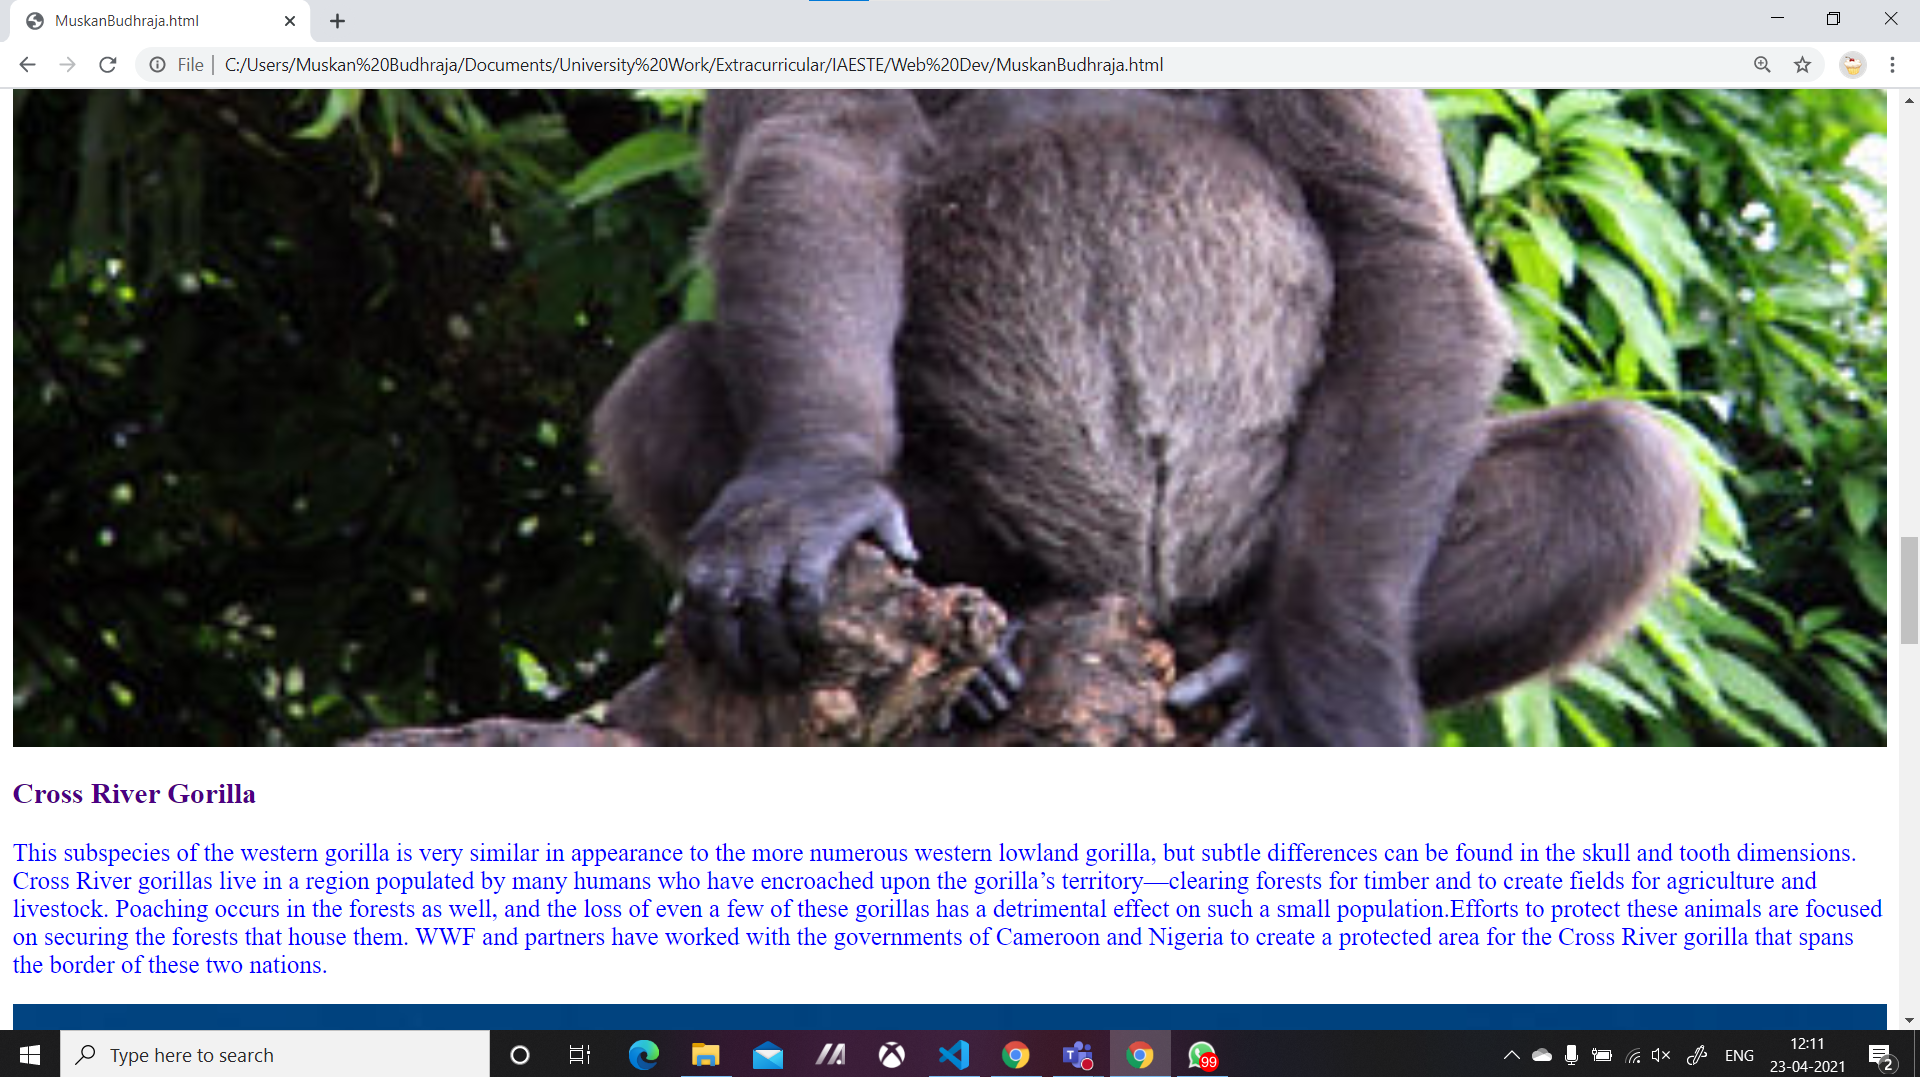 MuskanBudhraja.html
File | C:/Users/Muskan%20Budhraja/Documents/University%20Work/Extracurricular/IAESTE/Web%20Dev/MuskanBudhraja.html
Cross River Gorilla
This subspecies of the western gorilla is very similar in appearance to the more numerous western lowland gorilla, but subtle differences can be found in the skull and tooth dimensions.
Cross River gorillas live in a region populated by many humans who have encroached upon the gorilla’s territory—clearing forests for timber and to create fields for agriculture and
livestock. Poaching occurs in the forests as well, and the loss of even a few of these gorillas has a detrimental effect on such a small population.Efforts to protect these animals are focused
on securing the forests that house them. WWF and partners have worked with the governments of Cameroon and Nigeria to create a protected area for the Cross River gorilla that spans
the border of these two nations.
Type here to search
99
ENG
12:11
23-04-2021
2